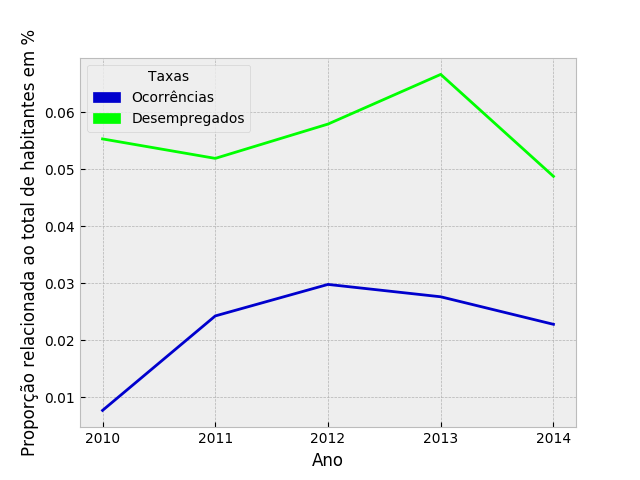 Proporção relacionada ao total de habitantes em %
Taxas
Ocorrências
Desempregados
0.06
0.05
0.04
0.03
0.02
0.01
2010 2011 2012 2013 2014
Ano